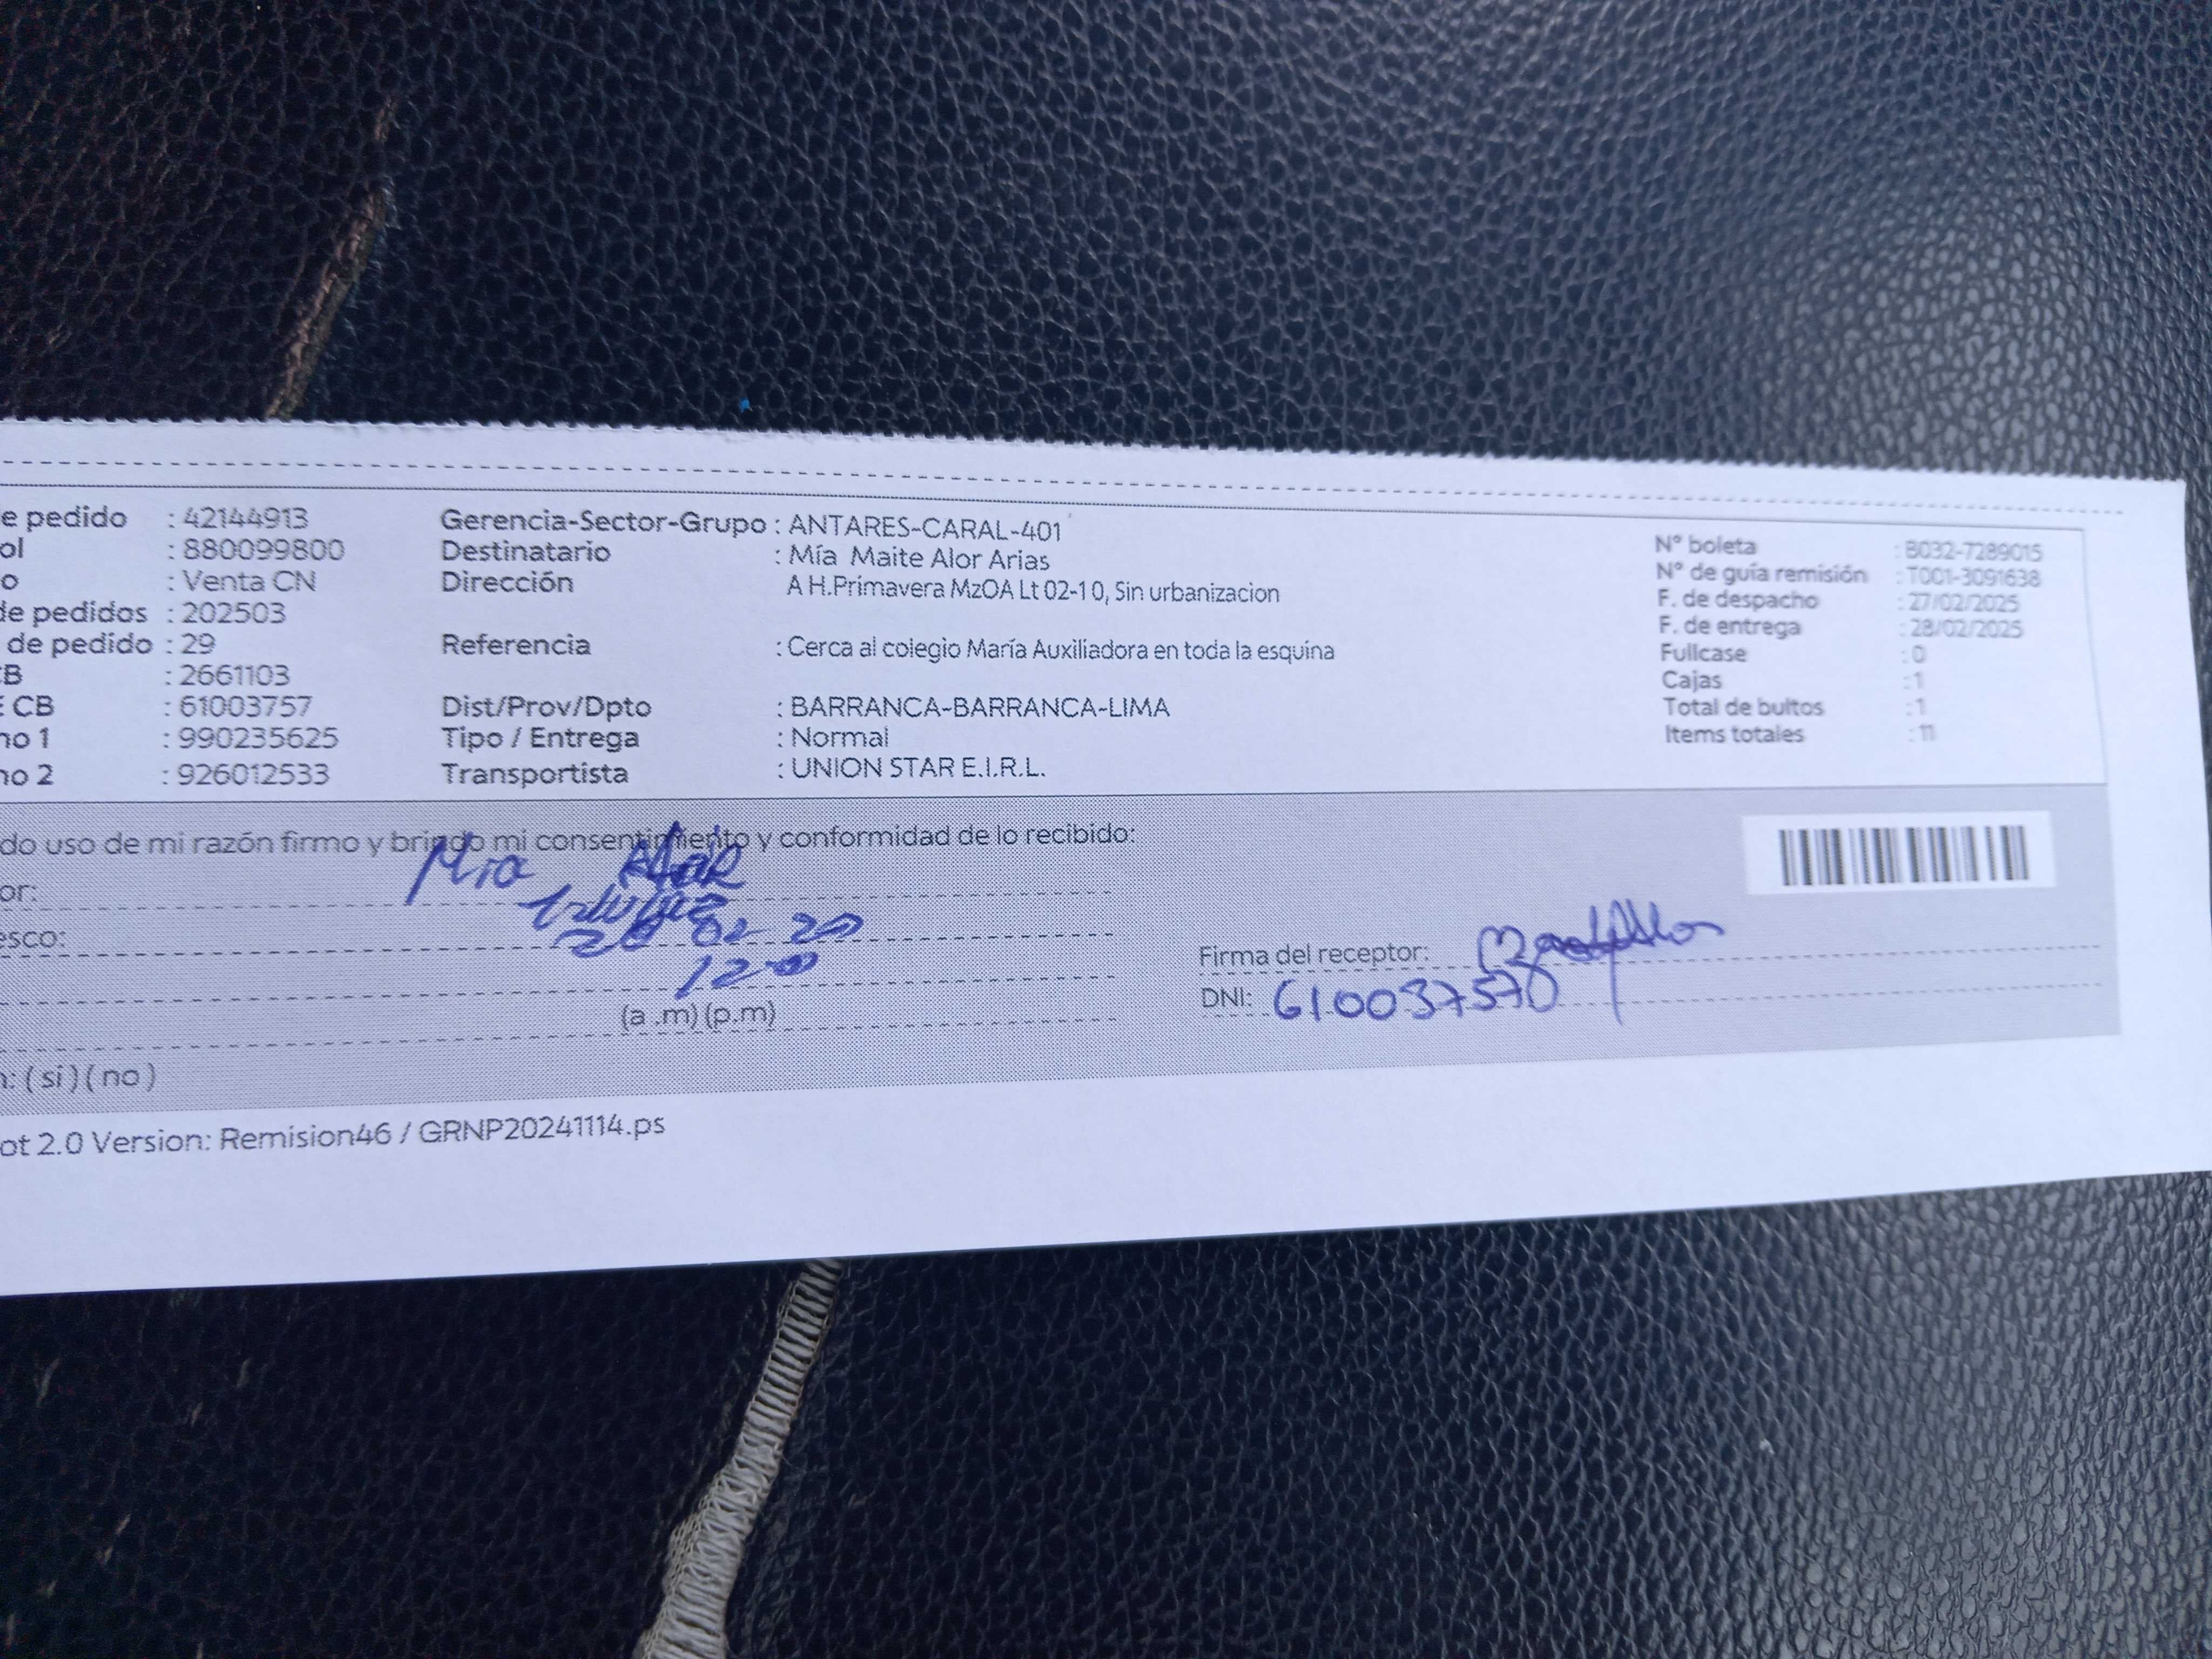 e pedido : 42144913
ol : 880099800
o : Venta CN
de pedidos : 202503
de pedido : 29
CB : 2661103
E CB : 61003757
no 1 : 990235625
no 2 : 926012533
Gerencia-Sector-Grupo : ANTARES-CARAL-401
Destinatario : Mía Maite Alor Arias
Dirección A H.Primavera MzOA Lt 02-10, Sin urbanizacion
Referencia : Cerca al colegio María Auxiliadora en toda la esquina
Dist/Prov/Dpto : BARRANCA-BARRANCA-LIMA
Tipo / Entrega : Normal
Transportista : UNION STAR E.I.R.L.
N° boleta : B032-7289015
N° de guía remisión : T001-3091638
F. de despacho : 27/02/2025
F. de entrega : 28/02/2025
Fullcase : 0
Cajas : 1
Total de bultos : 1
Items totales : 11
do uso de mi razón firmo y brindo mi consentimiento y conformidad de lo recibido:
or: Mia Alor
esco:
12
(a .m) (p.m)
n: ( si ) ( no )
Firma del receptor:
DNI: 610037570
ot 2.0 Version: Remision46 / GRNP20241114.ps